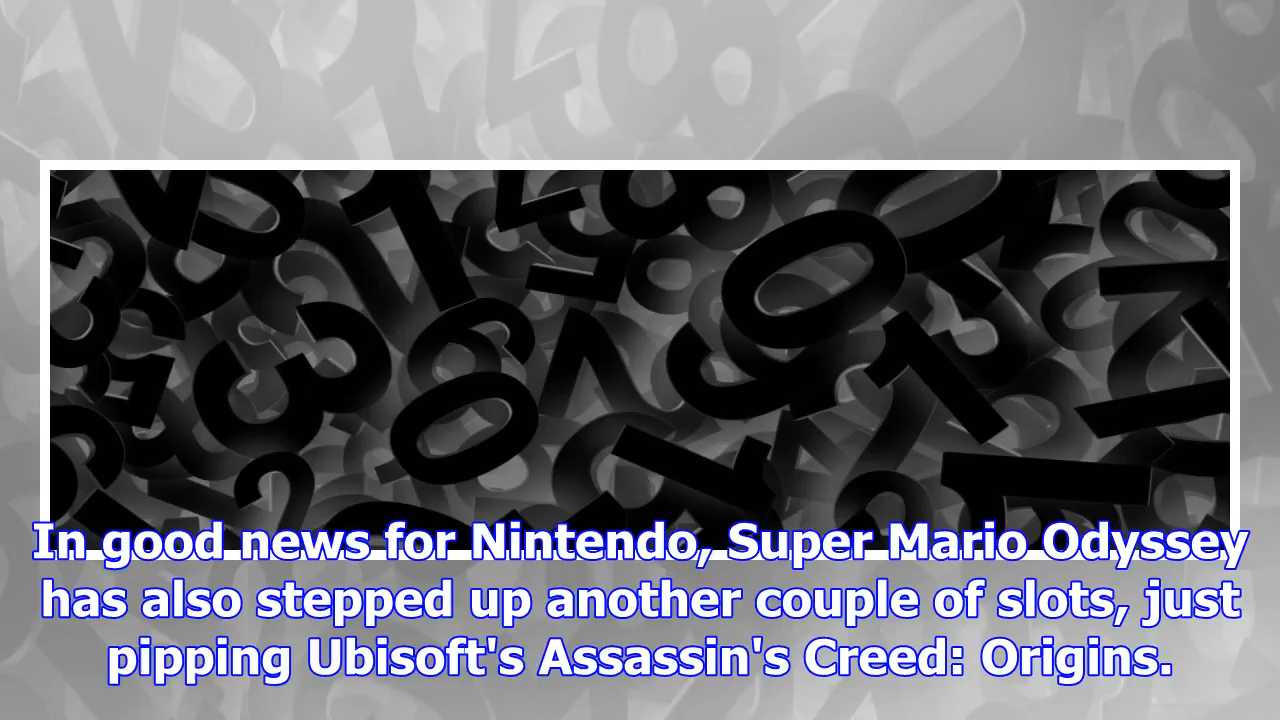 In good news for Nintendo, Super Mario Odyssey
has also stepped up another couple of slots, just
pipping Ubisoft's Assassin's Creed: Origins.